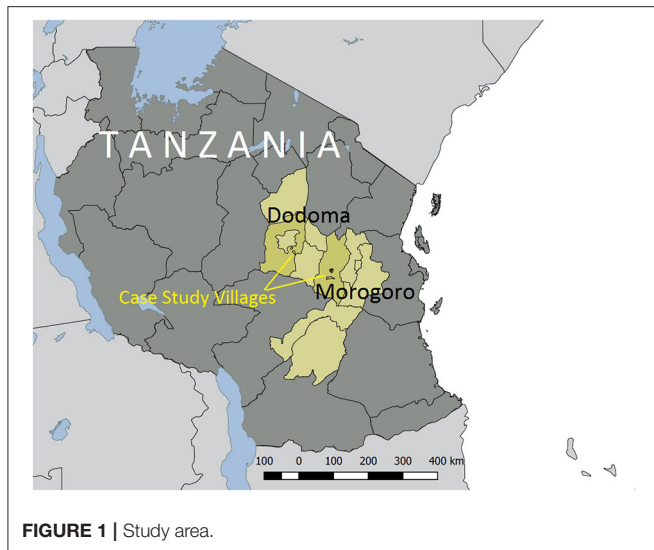 TANZANIA
Dodoma
Case Study Villages
Morogoro
100 0 100 200 300 400 km
FIGURE 1 | Study area.